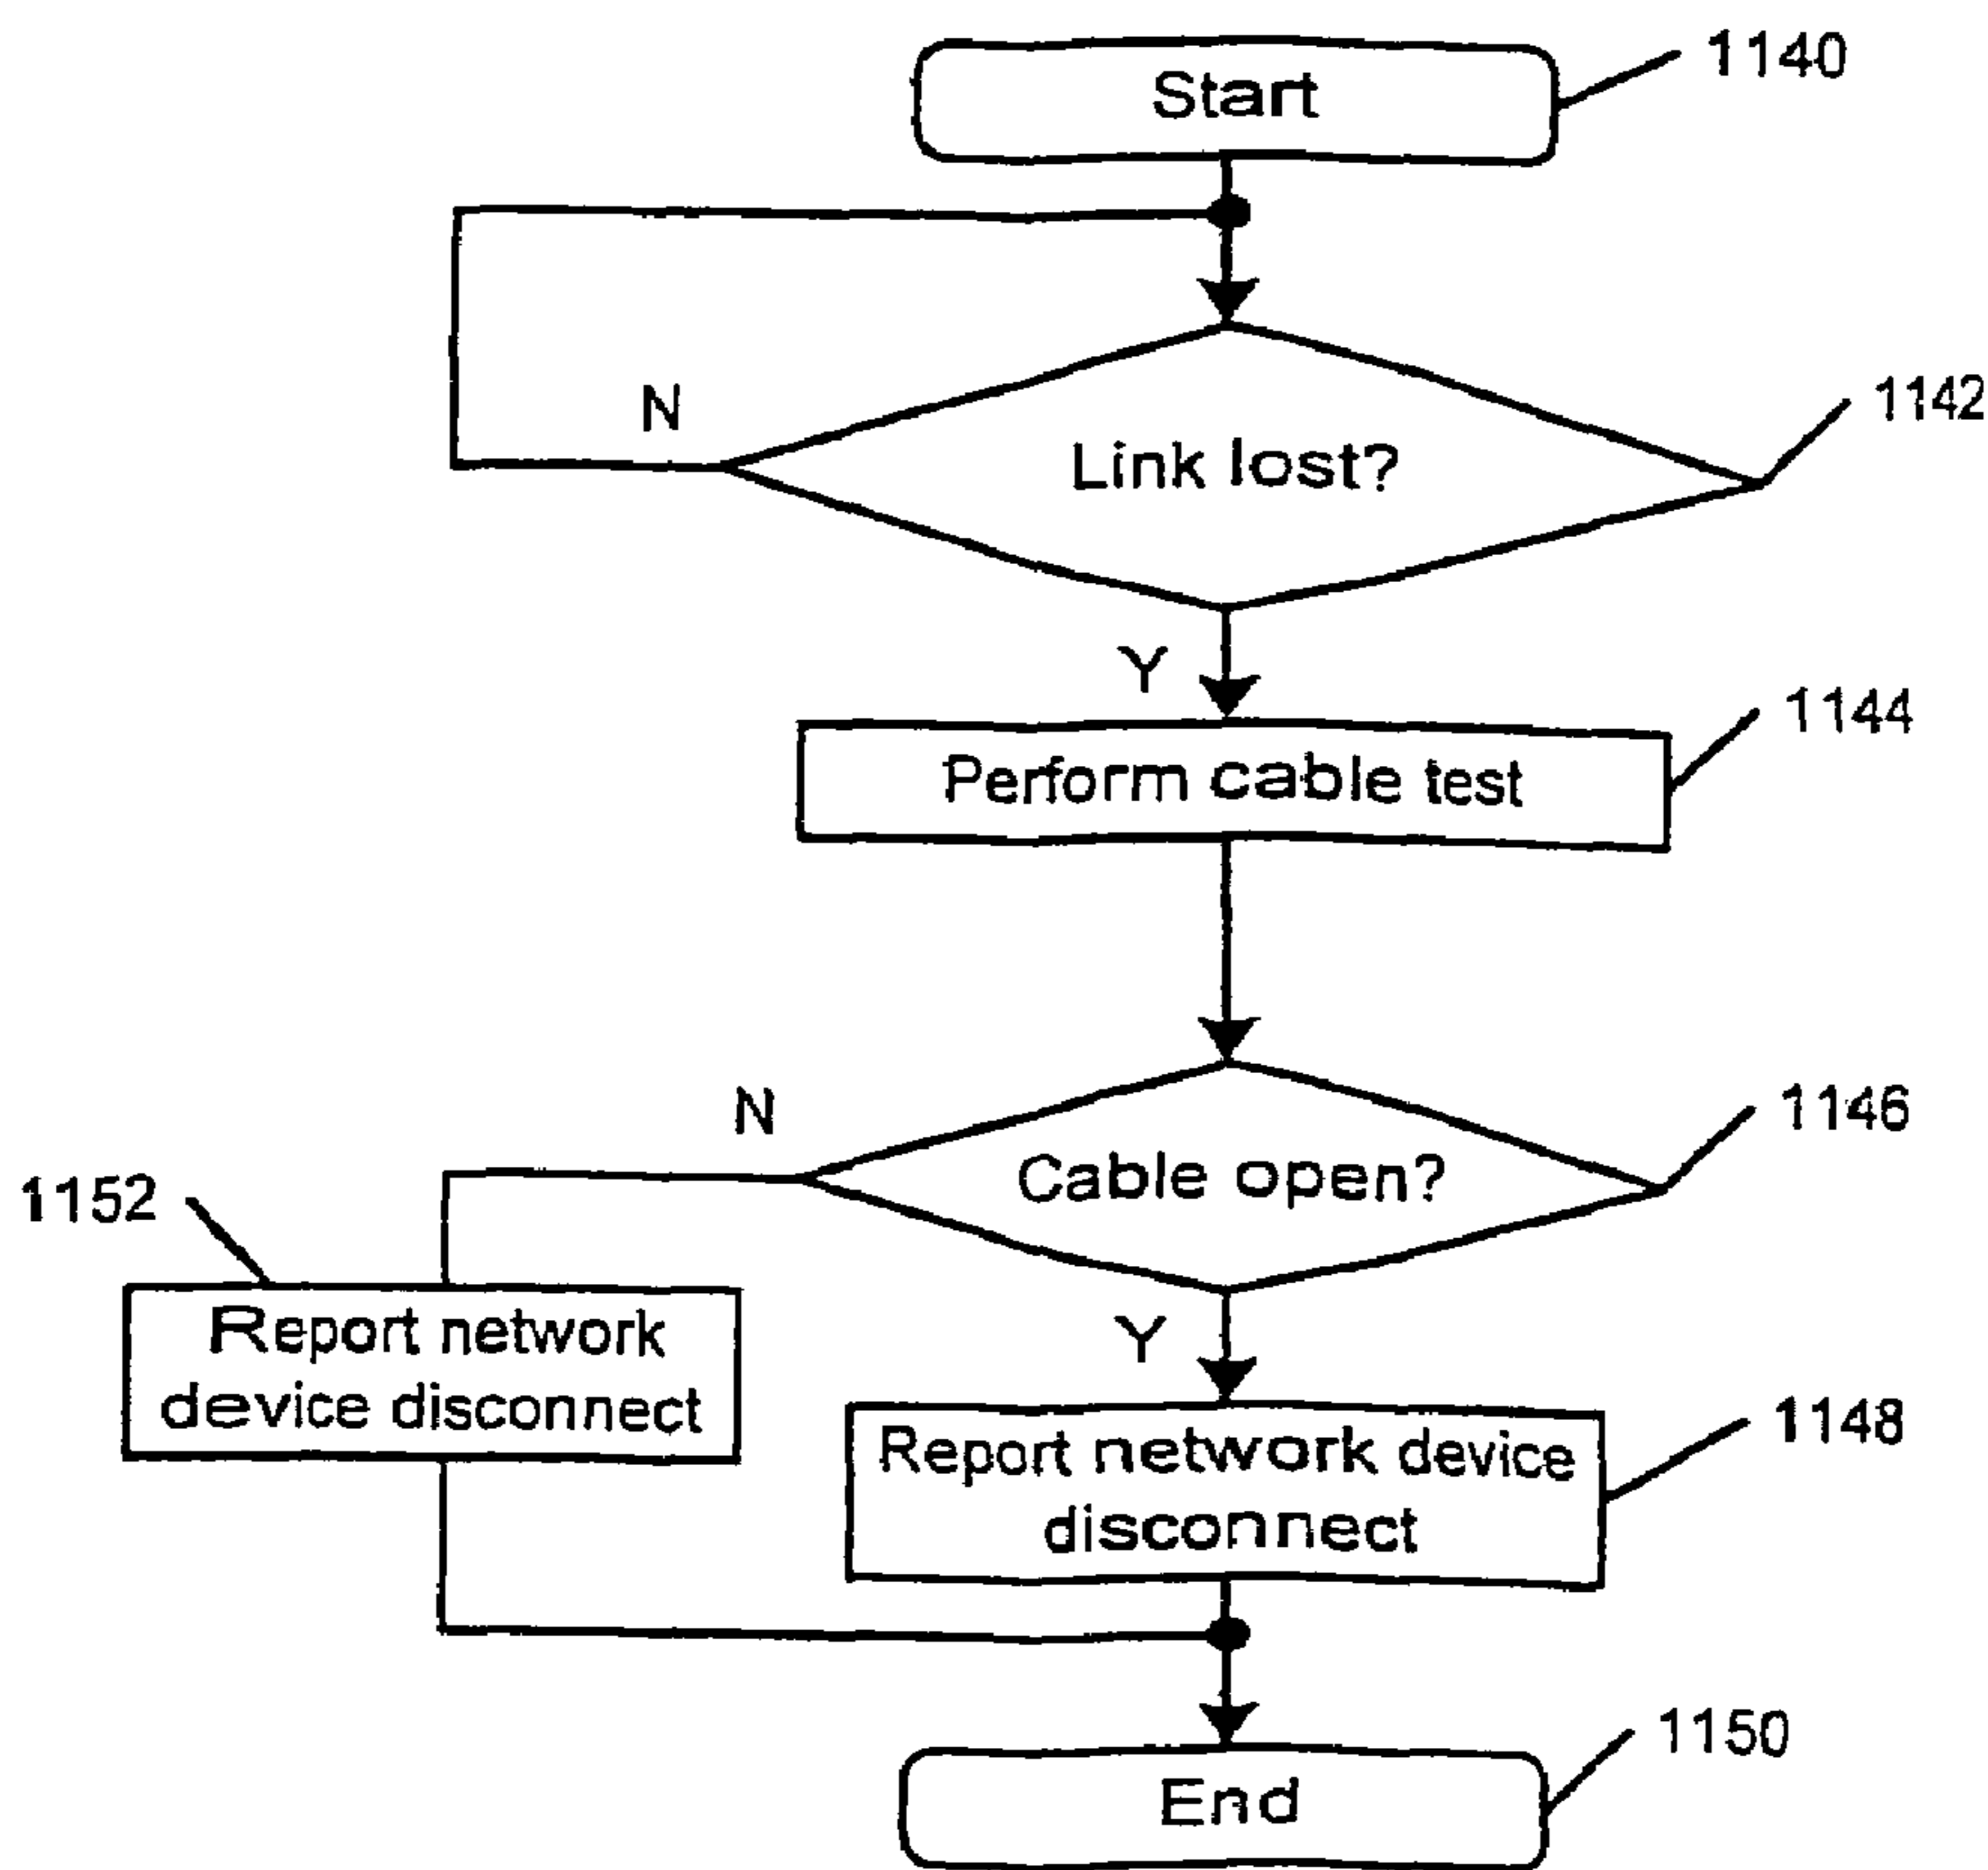 Start
1140
N
Link lost?
1142
Y
Perform cable test
1144
N
Cable open?
1146
1152
Report network
device disconnect
Y
Report network device
disconnect
1148
End
1150